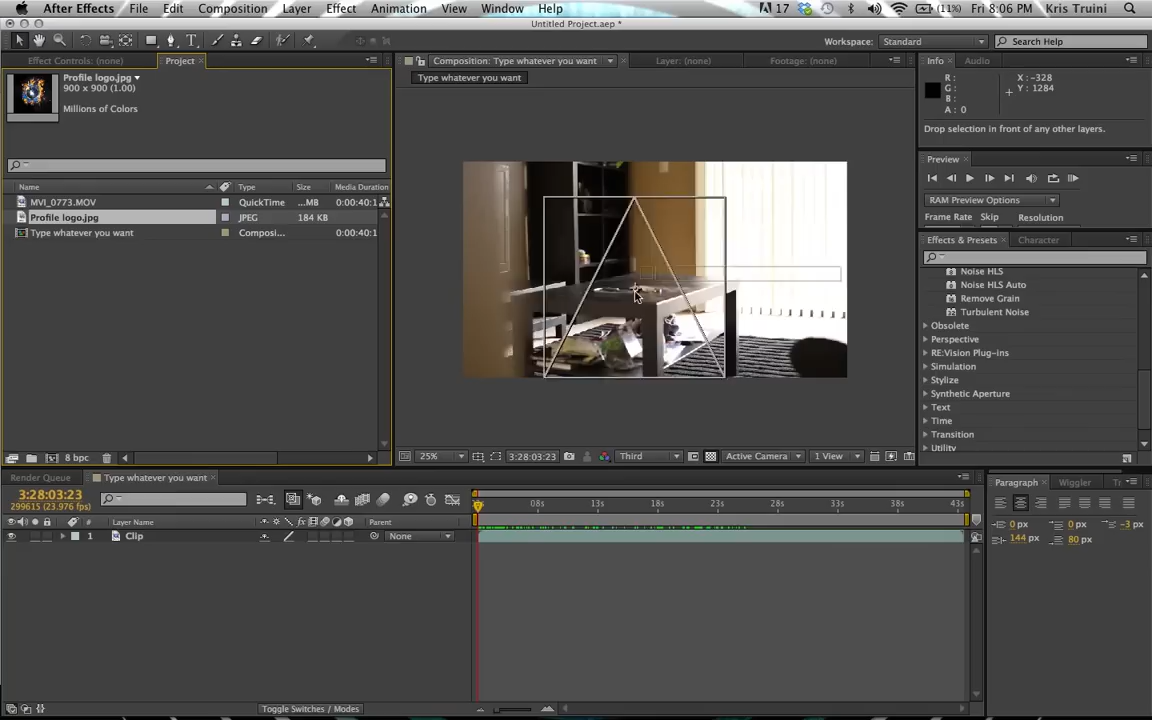 After Effects File Edit Composition Layer Effect Animation View Window Help 17 (11%) Fri 8:06 PM Kris Truini
Untitled Project.aep *
Workspace: Standard Search Help
Effect Controls: (none) Project
Composition: Type whatever you want Layer: (none) Footage: (none)
Info Audio
Type whatever you want
Profile logo.jpg
900 x 900 (1.00)
Millions of Colors
R :
G :
B :
A : 0
X : -328
Y : 1284
Drop selection in front of any other layers.
Preview
RAM Preview Options
Frame Rate Skip Resolution
Name Type Size Media Duration
MVI_0773.MOV QuickTime ...MB 0:00:40:1
Profile logo.jpg JPEG 184 KB
Type whatever you want Composi... 0:00:40:1
Effects & Presets Character
Noise HLS
Noise HLS Auto
Remove Grain
Turbulent Noise
Obsolete
Perspective
RE:Vision Plug-ins
Simulation
Stylize
Synthetic Aperture
Text
Time
Transition
Utility
8 bpc
25% 3:28:03:23 Third Active Camera 1 View
Render Queue Type whatever you want
3:28:03:23
299615 (23.976 fps)
08s 13s 18s 23s 28s 33s 38s 43s
# Layer Name Parent
1 Clip None
Paragraph Wiggler Tr
0 px 0 px -3 px
144 px 80 px
Toggle Switches / Modes